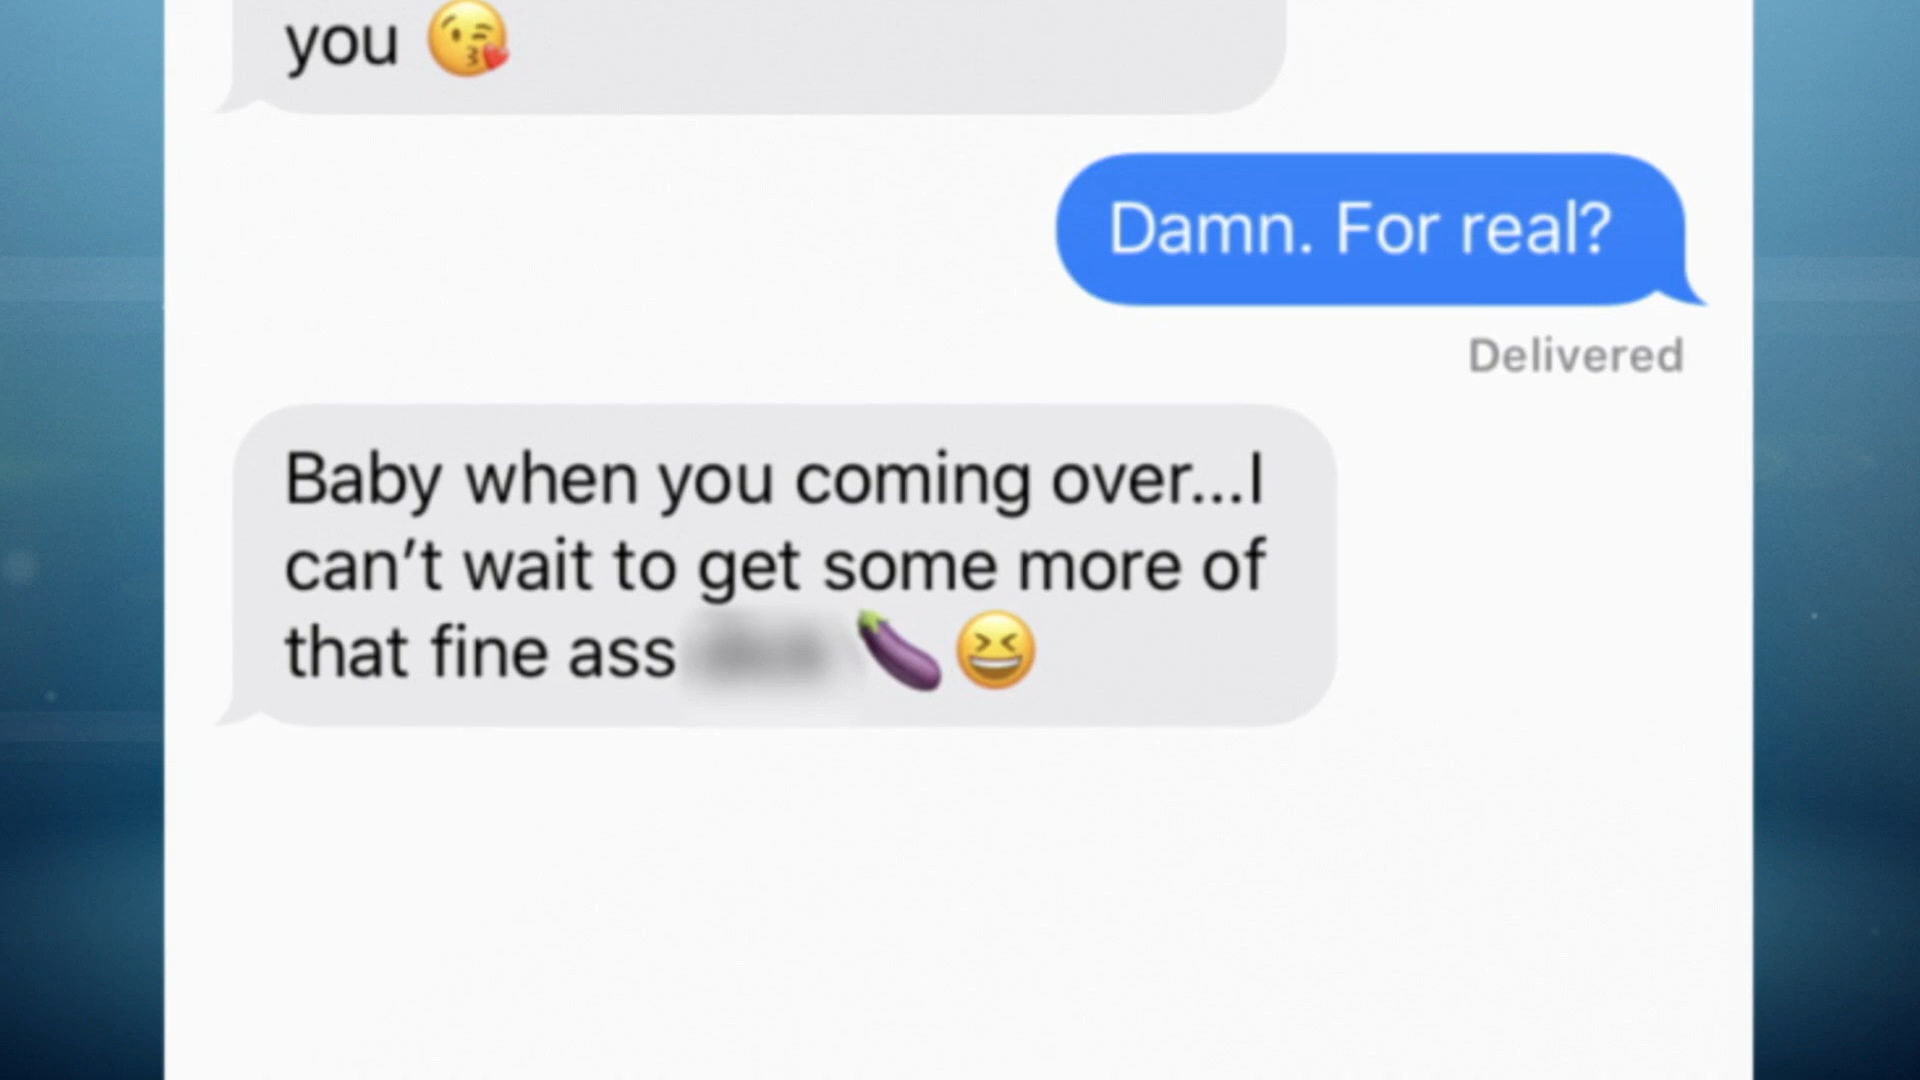 you 😘
Damn. For real?
Delivered
Baby when you coming over...I
can't wait to get some more of
that fine ass 🍆😆